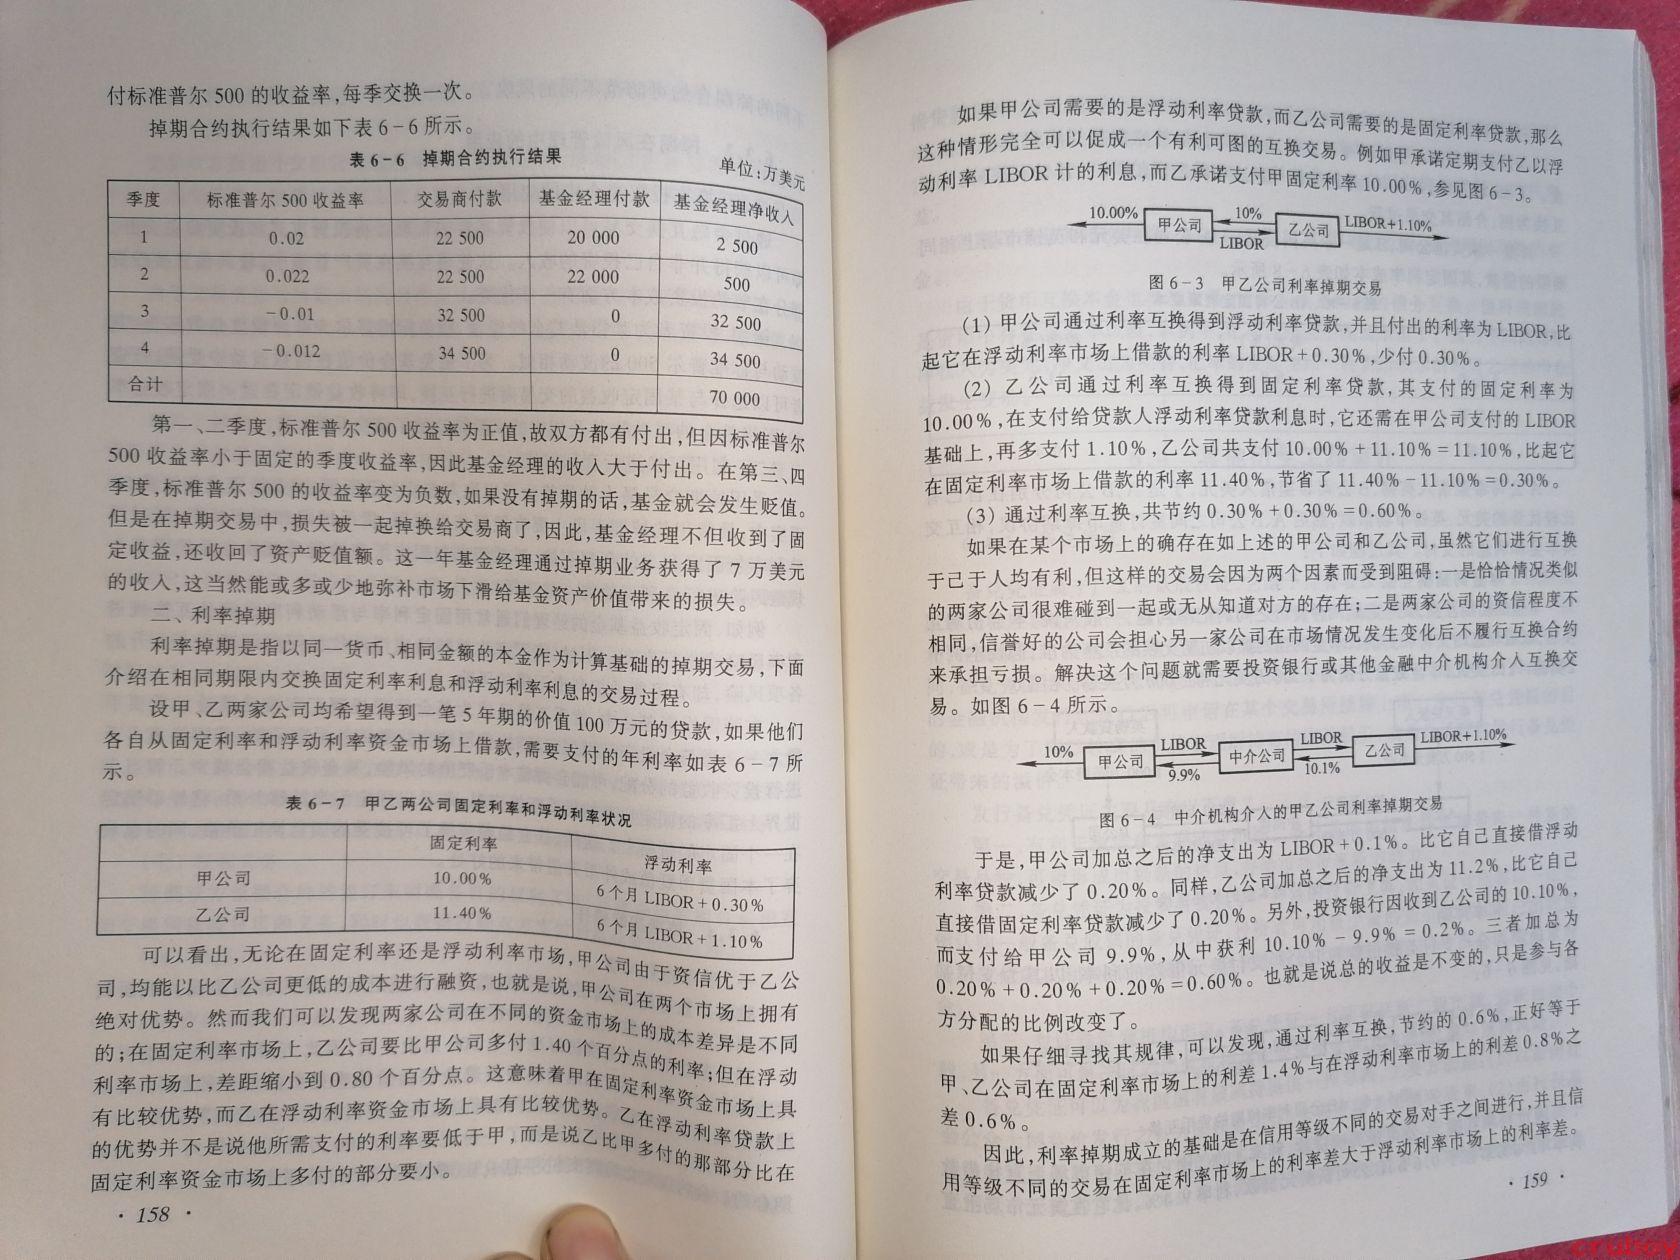 付标准普尔 500 的收益率,每季交换一次。
掉期合约执行结果如下表 6-6 所示。
表 6-6 掉期合约执行结果
单位:万美元
季度 标准普尔 500 收益率 交易商付款 基金经理付款 基金经理净收入
1 0.02 22 500 20 000 2 500
2 0.022 22 500 22 000 500
3 -0.01 32 500 0 32 500
4 -0.012 34 500 0 34 500
合计 70 000
第一、二季度,标准普尔 500 收益率为正值,故双方都有付出,但因标准普尔
500 收益率小于固定的季度收益率,因此基金经理的收入大于付出。在第三、四
季度,标准普尔 500 的收益率变为负数,如果没有掉期的话,基金就会发生贬值。
但是在掉期交易中,损失被一起掉换给交易商了,因此,基金经理不但收到了固
定收益,还收回了资产贬值额。这一年基金经理通过掉期业务获得了 7 万美元
的收入,这当然能或多或少地弥补市场下滑给基金资产价值带来的损失。
二、利率掉期
利率掉期是指以同一货币、相同金额的本金作为计算基础的掉期交易,下面
介绍在相同期限内交换固定利率利息和浮动利率利息的交易过程。
设甲、乙两家公司均希望得到一笔 5 年期的价值 100 万元的贷款,如果他们
各自从固定利率和浮动利率资金市场上借款,需要支付的年利率如表 6-7 所
示。
表 6-7 甲乙两公司固定利率和浮动利率状况
固定利率 浮动利率
甲公司 10.00% 6 个月 LIBOR+0.30%
乙公司 11.40% 6 个月 LIBOR+1.10%
可以看出,无论在固定利率还是浮动利率市场,甲公司由于资信优于乙公
司,均能以比乙公司更低的成本进行融资,也就是说,甲公司在两个市场上拥有
绝对优势。然而我们可以发现两家公司在不同的资金市场上的成本差异是不同
的;在固定利率市场上,乙公司要比甲公司多付 1.40 个百分点的利率;但在浮动
利率市场上,差距缩小到 0.80 个百分点。这意味着甲在固定利率资金市场上具
有比较优势,而乙在浮动利率资金市场上具有比较优势。乙在浮动利率贷款上
的优势并不是说他所需支付的利率要低于甲,而是说乙比甲多付的那部分比在
固定利率资金市场上多付的部分要小。
· 158 ·
如果甲公司需要的是浮动利率贷款,而乙公司需要的是固定利率贷款,那么
这种情形完全可以促成一个有利可图的互换交易。例如甲承诺定期支付乙以浮
动利率 LIBOR 计的利息,而乙承诺支付甲固定利率 10.00%,参见图 6-3。
10.00% 甲公司 10% LIBOR 乙公司 LIBOR+1.10%
图 6-3 甲乙公司利率掉期交易
(1) 甲公司通过利率互换得到浮动利率贷款,并且付出的利率为 LIBOR,比
起它在浮动利率市场上借款的利率 LIBOR+0.30%,少付 0.30%。
(2) 乙公司通过利率互换得到固定利率贷款,其支付的固定利率为
10.00%,在支付给贷款人浮动利率贷款利息时,它还需在甲公司支付的 LIBOR
基础上,再多支付 1.10%,乙公司共支付 10.00%+11.10%=11.10%,比起它
在固定利率市场上借款的利率 11.40%,节省了 11.40%-11.10%=0.30%。
(3) 通过利率互换,共节约 0.30%+0.30%=0.60%。
如果在某个市场上的确存在如上述的甲公司和乙公司,虽然它们进行互换
于己于人均有利,但这样的交易会因为两个因素而受到阻碍:一是恰恰情况类似
的两家公司很难碰到一起或无从知道对方的存在;二是两家公司的资信程度不
相同,信誉好的公司会担心另一家公司在市场情况发生变化后不履行互换合约
来承担亏损。解决这个问题就需要投资银行或其他金融中介机构介入互换交
易。如图 6-4 所示。
10% 甲公司 LIBOR 9.9% 中介公司 LIBOR 10.1% 乙公司 LIBOR+1.10%
图 6-4 中介机构介入的甲乙公司利率掉期交易
于是,甲公司加总之后的净支出为 LIBOR+0.1%。比它自己直接借浮动
利率贷款减少了 0.20%。同样,乙公司加总之后的净支出为 11.2%,比它自己
直接借固定利率贷款减少了 0.20%。另外,投资银行因收到乙公司的 10.10%,
而支付给甲公司 9.9%,从中获利 10.10%-9.9%=0.2%。三者加总为
0.20%+0.20%+0.20%=0.60%。也就是说总的收益是不变的,只是参与各
方分配的比例改变了。
如果仔细寻找其规律,可以发现,通过利率互换,节约的 0.6%,正好等于
甲、乙公司在固定利率市场上的利差 1.4%与在浮动利率市场上的利差 0.8%之
差 0.6%。
因此,利率掉期成立的基础是在信用等级不同的交易对手之间进行,并且信
用等级不同的交易在固定利率市场上的利率差大于浮动利率市场上的利率差。
· 159 ·